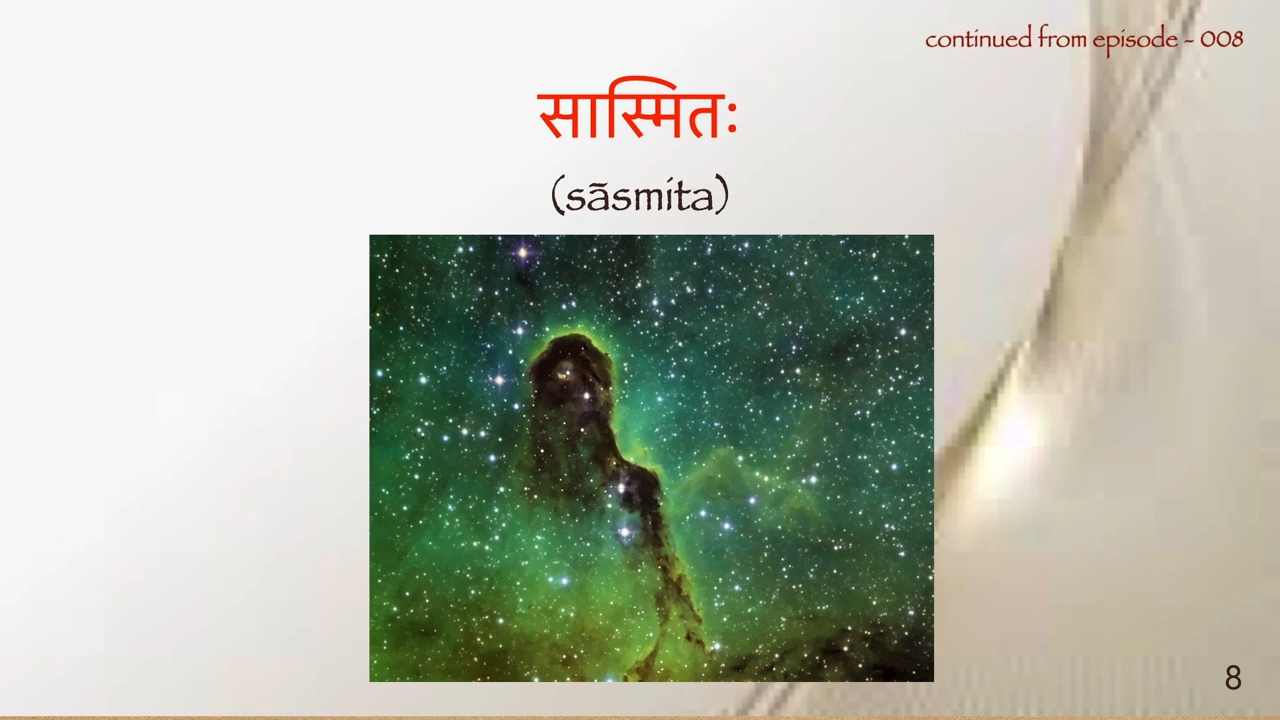 continued from episode - 008
सास्मितः
(sāsmita)
8